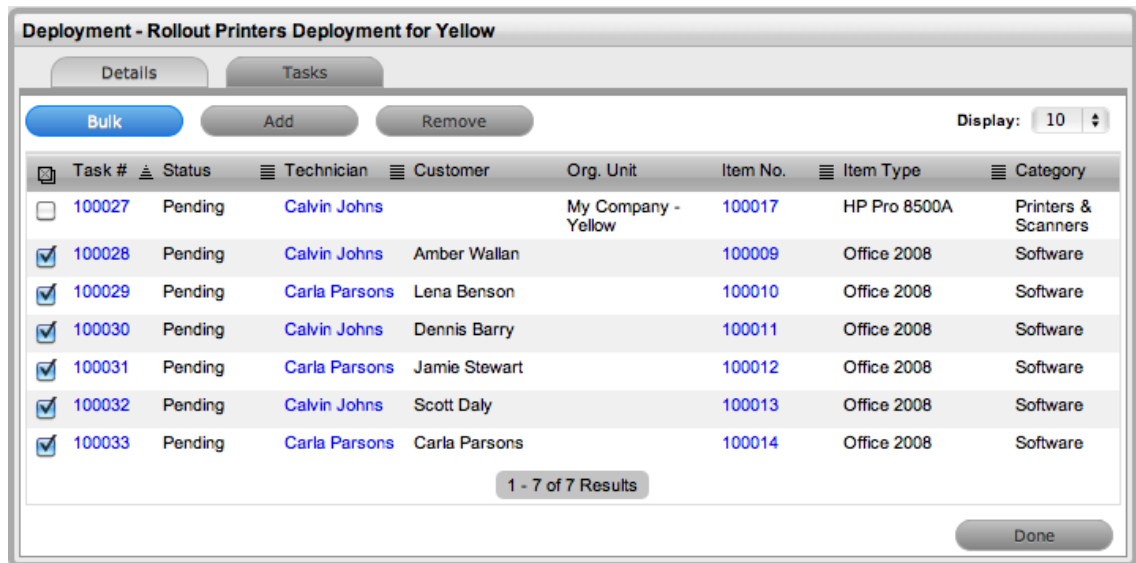 Deployment - Rollout Printers Deployment for Yellow
Details Tasks
Bulk Add Remove Display: 10
Task # Status Technician Customer Org. Unit Item No. Item Type Category
100027 Pending Calvin Johns My Company - 100017 HP Pro 8500A Printers &
Yellow Scanners
100028 Pending Calvin Johns Amber Wallan 100009 Office 2008 Software
100029 Pending Carla Parsons Lena Benson 100010 Office 2008 Software
100030 Pending Calvin Johns Dennis Barry 100011 Office 2008 Software
100031 Pending Carla Parsons Jamie Stewart 100012 Office 2008 Software
100032 Pending Calvin Johns Scott Daly 100013 Office 2008 Software
100033 Pending Carla Parsons Carla Parsons 100014 Office 2008 Software
1 - 7 of 7 Results
Done